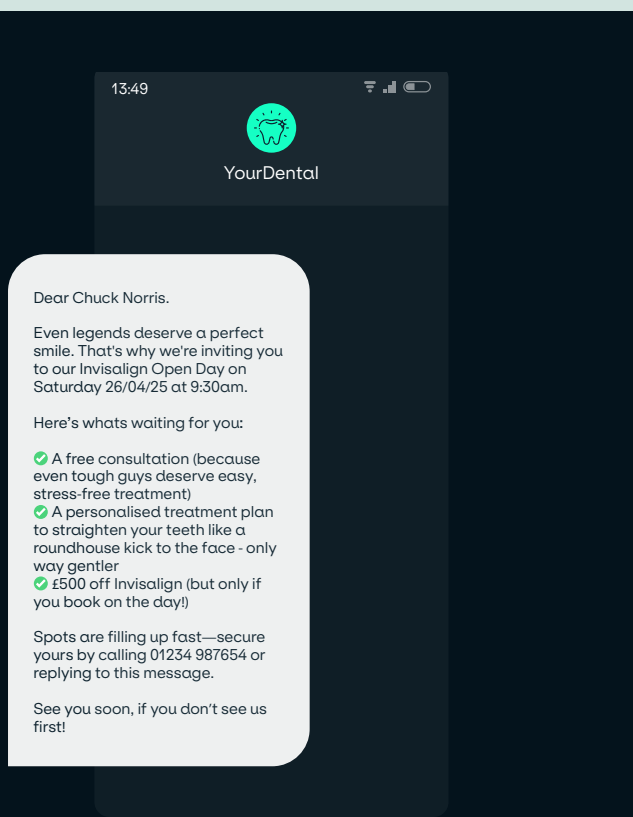 13:49
YourDental
Dear Chuck Norris.
Even legends deserve a perfect
smile. That's why we're inviting you
to our Invisalign Open Day on
Saturday 26/04/25 at 9:30am.
Here's whats waiting for you:
✅ A free consultation (because
even tough guys deserve easy,
stress-free treatment)
✅ A personalised treatment plan
to straighten your teeth like a
roundhouse kick to the face - only
way gentler
✅ £500 off Invisalign (but only if
you book on the day!)
Spots are filling up fast—secure
yours by calling 01234 987654 or
replying to this message.
See you soon, if you don't see us
first!